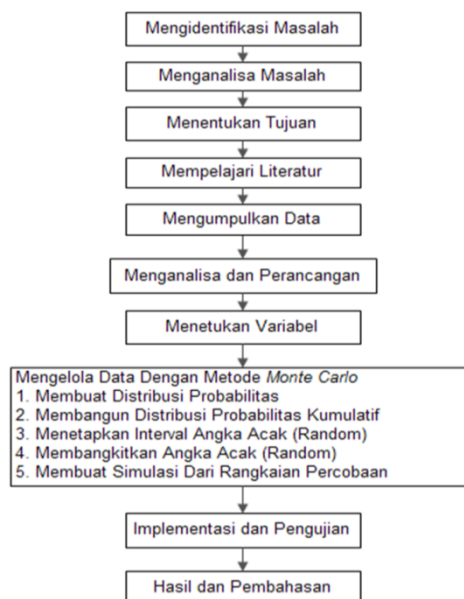 Mengidentifikasi Masalah
Menganalisa Masalah
Menentukan Tujuan
Mempelajari Literatur
Mengumpulkan Data
Menganalisa dan Perancangan
Menetukan Variabel
Mengelola Data Dengan Metode Monte Carlo
1. Membuat Distribusi Probabilitas
2. Membangun Distribusi Probabilitas Kumulatif
3. Menetapkan Interval Angka Acak (Random)
4. Membangkitan Angka Acak (Random)
5. Membuat Simulasi Dari Rangkaian Percobaan
Implementasi dan Pengujian
Hasil dan Pembahasan